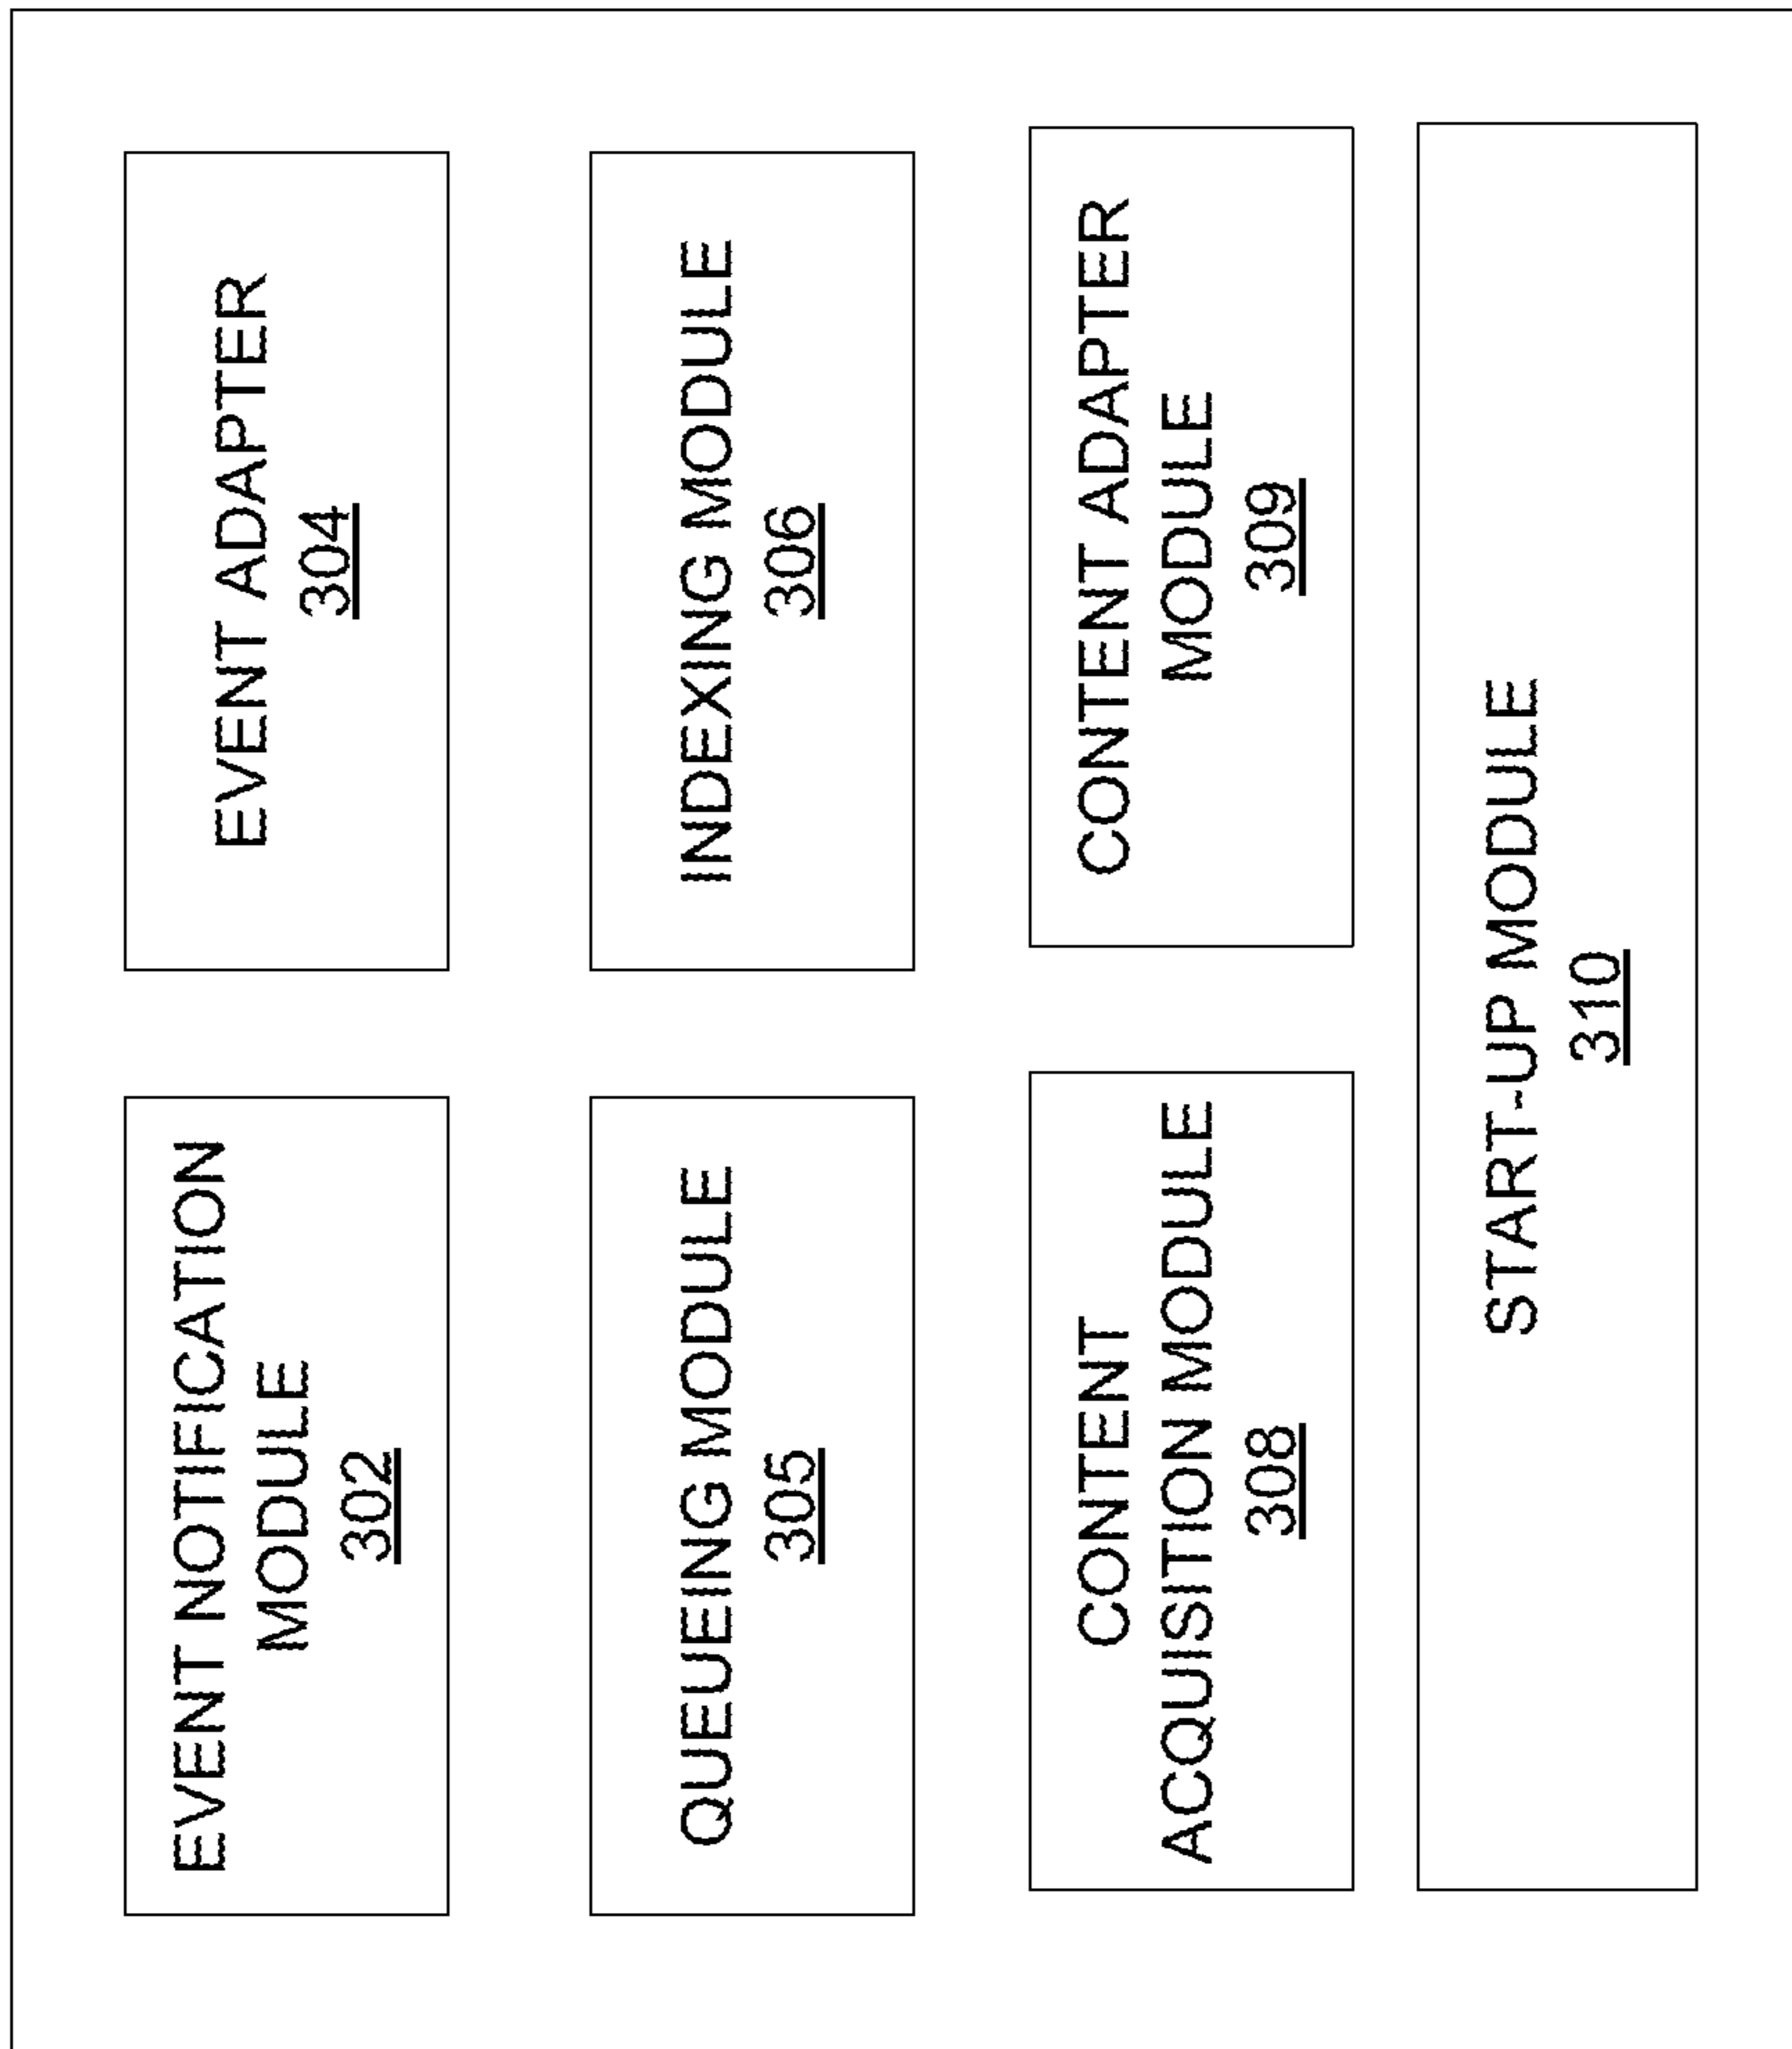 EVENT NOTIFICATION
MODULE
302
EVENT ADAPTER
304
QUEUEING MODULE
305
INDEXING MODULE
306
CONTENT
ACQUISITION MODULE
308
CONTENT ADAPTER
MODULE
309
START-UP MODULE
310